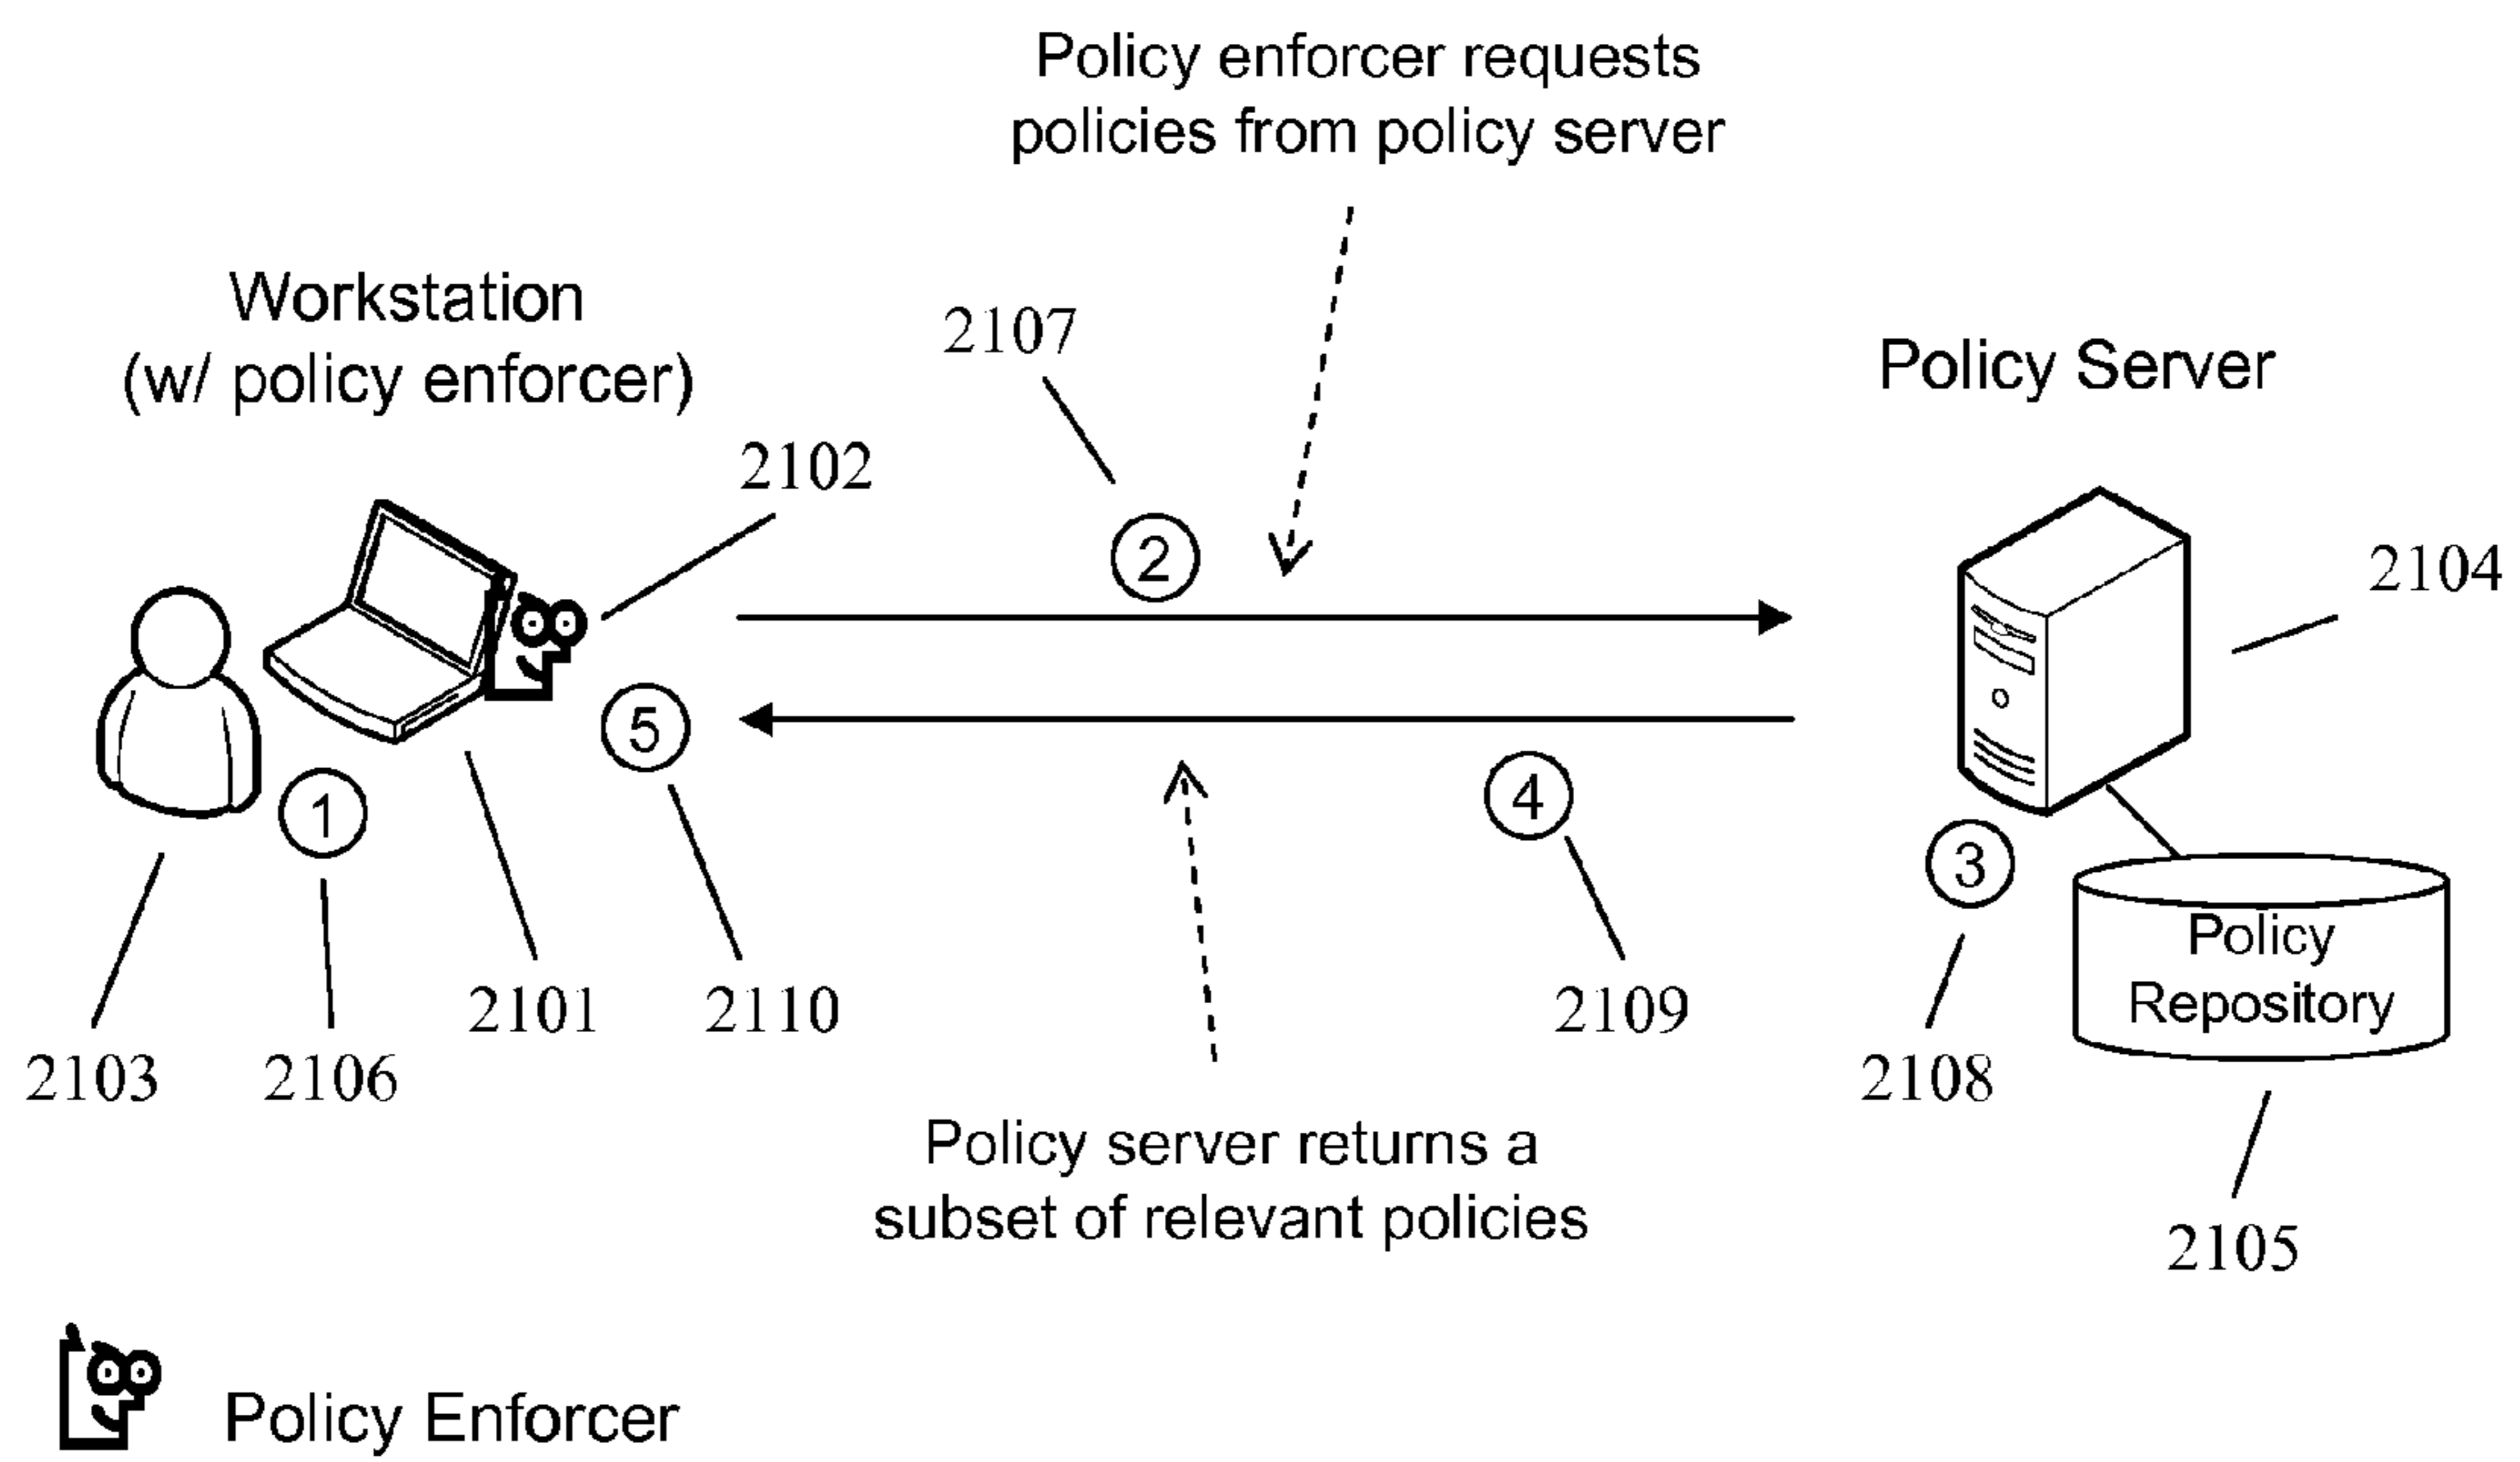 Policy enforcer requests
policies from policy server
Workstation
(w/ policy enforcer)
2107
Policy Server
2102
2
2104
5
1
4
3
Policy
Repository
2101
2110
2109
2103
2106
2108
Policy server returns a
subset of relevant policies
2105
Policy Enforcer